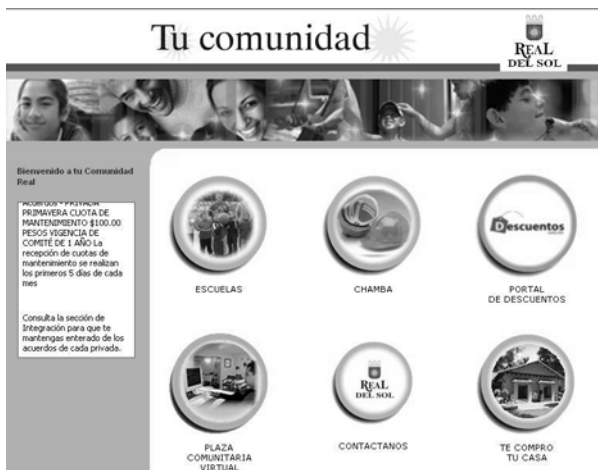 Tu comunidad
REAL
DEL SOL
Bienvenido a tu Comunidad
Real
Acuerdos - PRIVADA
PRIMAVERA CUOTA DE
MANTENIMIENTO $100.00
PESOS VIGENCIA DE
COMITÉ DE 1 AÑO La
recepción de cuotas de
mantenimiento se realizan
los primeros 5 días de cada
mes
Consulta la sección de
Integración para que te
mantengas enterado de los
acuerdos de cada privada.
ESCUELAS
CHAMBA
Descuentos
PORTAL
DE DESCUENTOS
PLAZA
COMUNITARIA
VIRTUAL
REAL
DEL SOL
CONTACTANOS
TE COMPRO
TU CASA